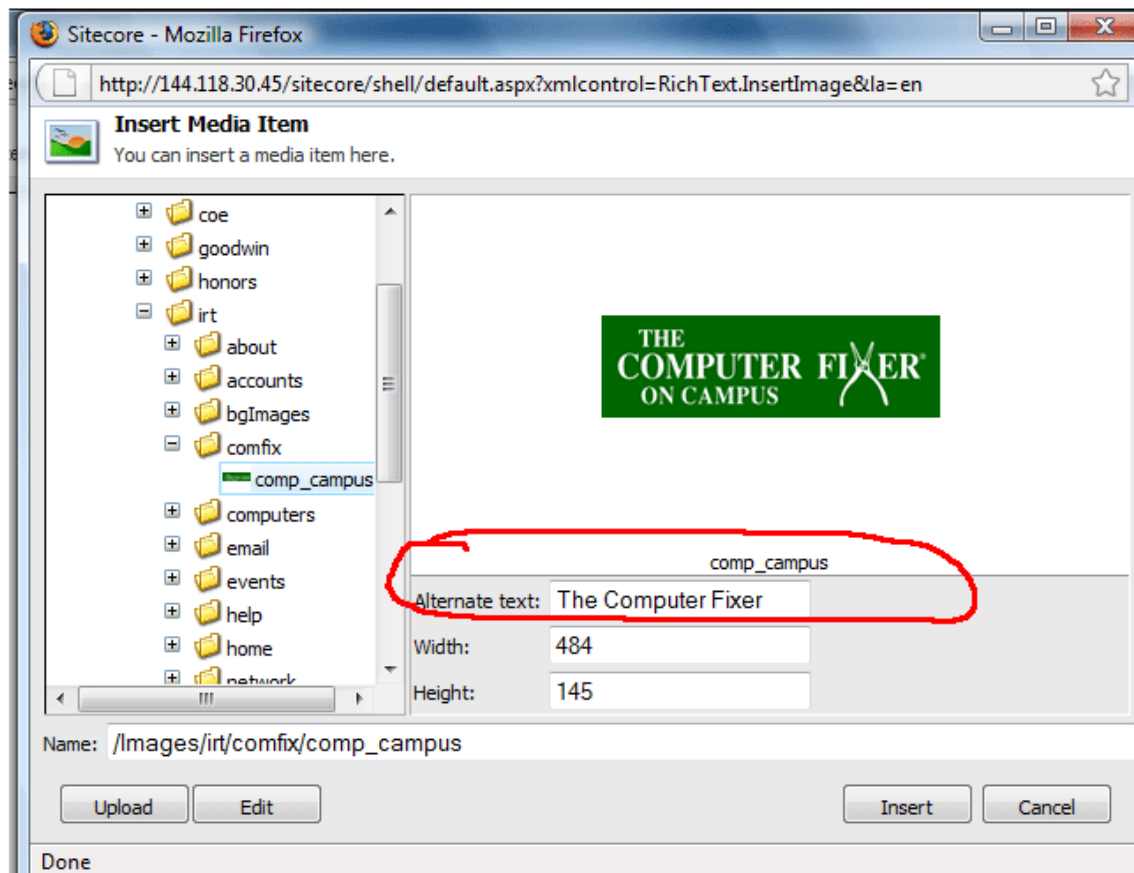 Sitecore - Mozilla Firefox
http://144.118.30.45/sitecore/shell/default.aspx?xmlcontrol=RichText.InsertImage&la=en
Insert Media Item
You can insert a media item here.
coe
goodwin
honors
irt
about
accounts
bgImages
comfix
comp_campus
computers
email
events
help
home
network
THE
COMPUTER FIXER®
ON CAMPUS
comp_campus
Alternate text: The Computer Fixer
Width: 484
Height: 145
Name: /Images/irt/comfix/comp_campus
Upload Edit Insert Cancel
Done